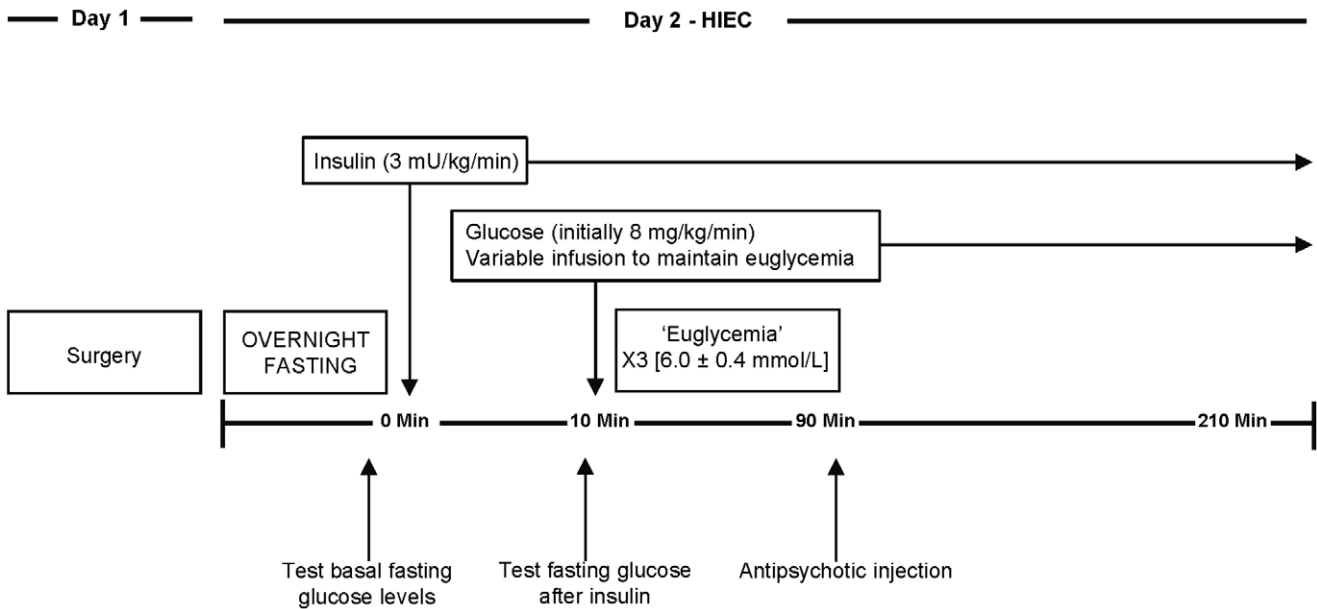 Day 1
Day 2 - HIEC
Insulin (3 mU/kg/min)
Glucose (initially 8 mg/kg/min)
Variable infusion to maintain euglycemia
Surgery
OVERNIGHT
FASTING
‘Euglycemia’
X3 [6.0 ± 0.4 mmol/L]
0 Min
10 Min
90 Min
210 Min
Test basal fasting
glucose levels
Test fasting glucose
after insulin
Antipsychotic injection